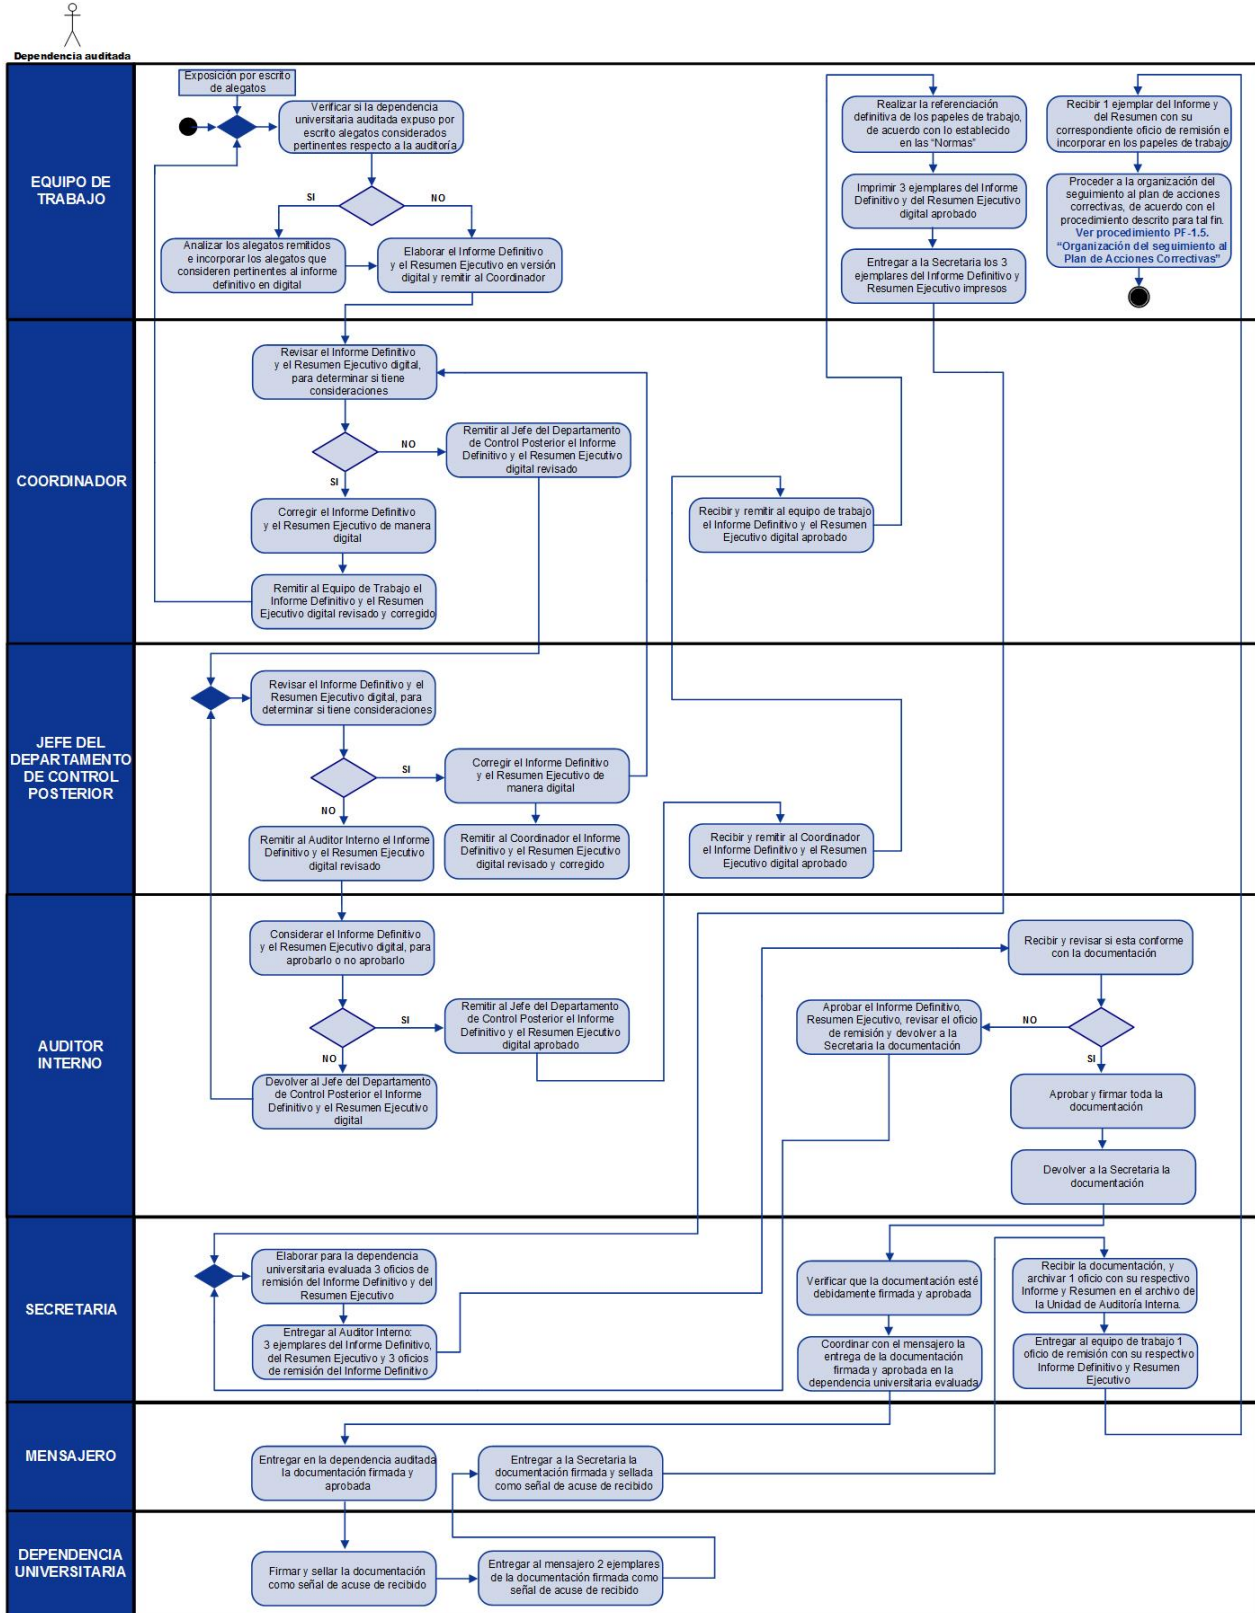 Dependencia auditada
EQUIPO DE
TRABAJO
Exposición por escrito
de alegatos
Verificar si la dependencia
universitaria auditada expuso por
escrito alegatos considerados
pertinentes respecto a la auditoría
SI
NO
Analizar los alegatos remitidos
e incorporar los alegatos que
consideren pertinentes al informe
definitivo en digital
Elaborar el Informe Definitivo
y el Resumen Ejecutivo en versión
digital y remitir al Coordinador
Realizar la referenciación
definitiva de los papeles de trabajo,
de acuerdo con lo establecido
en las “Normas”
Imprimir 3 ejemplares del Informe
Definitivo y del Resumen Ejecutivo
digital aprobado
Entregar a la Secretaria los 3
ejemplares del Informe Definitivo y
Resumen Ejecutivo impresos
Recibir 1 ejemplar del Informe y
del Resumen con su
correspondiente oficio de remisión e
incorporar en los papeles de trabajo
Proceder a la organización del
seguimiento al plan de acciones
correctivas, de acuerdo con el
procedimiento descrito para tal fin.
Ver procedimiento PF-1.5.
“Organización del seguimiento al
Plan de Acciones Correctivas”
COORDINADOR
Revisar el Informe Definitivo
y el Resumen Ejecutivo digital,
para determinar si tiene
consideraciones
NO
SI
Remitir al Jefe del Departamento
de Control Posterior el Informe
Definitivo y el Resumen Ejecutivo
digital revisado
Corregir el Informe Definitivo
y el Resumen Ejecutivo de manera
digital
Remitir al Equipo de Trabajo el
Informe Definitivo y el Resumen
Ejecutivo digital revisado y corregido
Recibir y remitir al equipo de trabajo
el Informe Definitivo y el Resumen
Ejecutivo digital aprobado
JEFE DEL
DEPARTAMENTO
DE CONTROL
POSTERIOR
Revisar el Informe Definitivo y el
Resumen Ejecutivo digital, para
determinar si tiene consideraciones
SI
NO
Corregir el Informe Definitivo
y el Resumen Ejecutivo de
manera digital
Remitir al Auditor Interno el Informe
Definitivo y el Resumen Ejecutivo
digital revisado
Remitir al Coordinador el Informe
Definitivo y el Resumen Ejecutivo
digital revisado y corregido
Recibir y remitir al Coordinador
el Informe Definitivo y el Resumen
Ejecutivo digital aprobado
AUDITOR
INTERNO
Considerar el Informe Definitivo
y el Resumen Ejecutivo digital, para
aprobarlo o no aprobarlo
SI
NO
Remitir al Jefe del Departamento
de Control Posterior el Informe
Definitivo y el Resumen Ejecutivo
digital aprobado
Devolver al Jefe del Departamento
de Control Posterior el Informe
Definitivo y el Resumen Ejecutivo
digital
Recibir y revisar si esta conforme
con la documentación
NO
SI
Aprobar el Informe Definitivo,
Resumen Ejecutivo, revisar el oficio
de remisión y devolver a la
Secretaria la documentación
Aprobar y firmar toda la
documentación
Devolver a la Secretaria la
documentación
SECRETARIA
Elaborar para la dependencia
universitaria evaluada 3 oficios de
remisión del Informe Definitivo y del
Resumen Ejecutivo
Entregar al Auditor Interno:
3 ejemplares del Informe Definitivo,
del Resumen Ejecutivo y 3 oficios
de remisión del Informe Definitivo
Verificar que la documentación esté
debidamente firmada y aprobada
Coordinar con el mensajero la
entrega de la documentación
firmada y aprobada en la
dependencia universitaria evaluada
Recibir la documentación, y
archivar 1 oficio con su respectivo
Informe y Resumen en el archivo de
la Unidad de Auditoría Interna.
Entregar al equipo de trabajo 1
oficio de remisión con su respectivo
Informe Definitivo y Resumen
Ejecutivo
MENSAJERO
Entregar en la dependencia auditada
la documentación firmada y
aprobada
Entregar a la Secretaria la
documentación firmada y sellada
como señal de acuse de recibido
DEPENDENCIA
UNIVERSITARIA
Firmar y sellar la documentación
como señal de acuse de recibido
Entregar al mensajero 2 ejemplares
de la documentación firmada como
señal de acuse de recibido